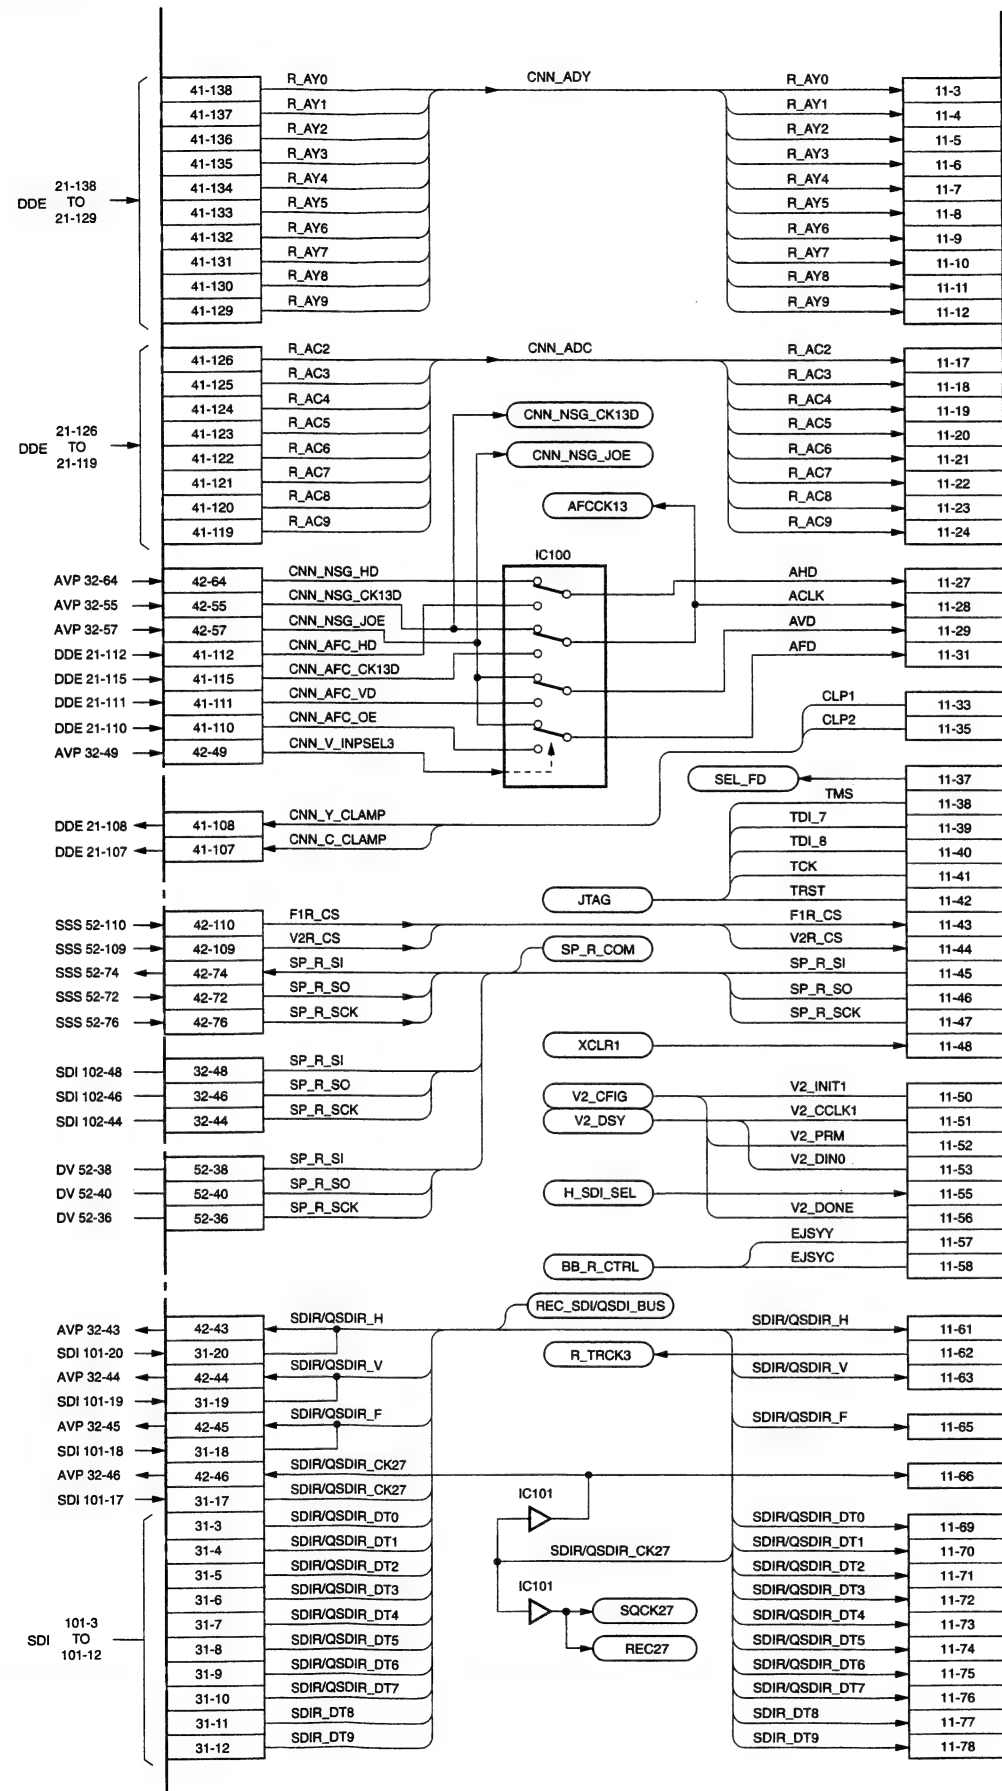 R_AY0 CNN_ADY R_AY0
41-138 11-3
R_AY1 R_AY1
41-137 11-4
R_AY2 R_AY2
41-136 11-5
R_AY3 R_AY3
41-135 11-6
R_AY4 R_AY4
DDE 21-138 TO 21-129
41-134 11-7
R_AY5 R_AY5
41-133 11-8
R_AY6 R_AY6
41-132 11-9
R_AY7 R_AY7
41-131 11-10
R_AY8 R_AY8
41-130 11-11
R_AY9 R_AY9
41-129 11-12
R_AC2 CNN_ADC R_AC2
41-126 11-17
R_AC3 R_AC3
41-125 11-18
R_AC4 R_AC4
41-124 CNN_NSG_CK13D 11-19
R_AC5 R_AC5
41-123 11-20
DDE 21-126 TO 21-119
R_AC6 CNN_NSG_JOE R_AC6
41-122 11-21
R_AC7 R_AC7
41-121 11-22
R_AC8 R_AC8
41-120 AFCCK13 11-23
R_AC9 R_AC9
41-119 11-24
IC100
CNN_NSG_HD AHD
AVP 32-64 42-64 11-27
CNN_NSG_CK13D ACLK
AVP 32-55 42-55 11-28
CNN_NSG_JOE AVD
AVP 32-57 42-57 11-29
CNN_AFC_HD AFD
DDE 21-112 41-112 11-31
CNN_AFC_CK13D
DDE 21-115 41-115
CNN_AFC_VD CLP1
DDE 21-111 41-111 11-33
CNN_AFC_OE CLP2
DDE 21-110 41-110 11-35
CNN_V_INPSEL3
AVP 32-49 42-49
SEL_FD 11-37
TMS
11-38
CNN_Y_CLAMP TDI_7
DDE 21-108 41-108 11-39
CNN_C_CLAMP TDI_8
DDE 21-107 41-107 11-40
TCK
11-41
TRST
JTAG 11-42
F1R_CS F1R_CS
SSS 52-110 42-110 11-43
V2R_CS V2R_CS
SSS 52-109 42-109 SP_R_COM 11-44
SP_R_SI SP_R_SI
SSS 52-74 42-74 11-45
SP_R_SO SP_R_SO
SSS 52-72 42-72 11-46
SP_R_SCK SP_R_SCK
SSS 52-76 42-76 11-47
XCLR1 11-48
SP_R_SI
SDI 102-48 32-48
SP_R_SO V2_INIT1
SDI 102-46 32-46 V2_CFIG 11-50
SP_R_SCK V2_CCLK1
SDI 102-44 32-44 V2_DSY 11-51
V2_PRM
11-52
SP_R_SI V2_DIN0
DV 52-38 52-38 11-53
SP_R_SO
DV 52-40 52-40 H_SDI_SEL 11-55
SP_R_SCK V2_DONE
DV 52-36 52-36 11-56
EJSYY
11-57
EJSYC
BB_R_CTRL 11-58
REC_SDI/QSDI_BUS
SDIR/QSDIR_H SDIR/QSDIR_H
AVP 32-43 42-43 11-61
SDI 101-20 31-20 R_TRCK3 11-62
SDIR/QSDIR_V SDIR/QSDIR_V
AVP 32-44 42-44 11-63
SDI 101-19 31-19
SDIR/QSDIR_F SDIR/QSDIR_F
AVP 32-45 42-45 11-65
SDI 101-18 31-18
SDIR/QSDIR_CK27
AVP 32-46 42-46 11-66
SDIR/QSDIR_CK27 IC101
SDI 101-17 31-17
SDIR/QSDIR_DT0 SDIR/QSDIR_DT0
31-3 11-69
SDIR/QSDIR_DT1 SDIR/QSDIR_CK27 SDIR/QSDIR_DT1
31-4 11-70
SDIR/QSDIR_DT2 SDIR/QSDIR_DT2
31-5 11-71
SDIR/QSDIR_DT3 IC101 SDIR/QSDIR_DT3
31-6 SQCK27 11-72
SDIR/QSDIR_DT4 SDIR/QSDIR_DT4
SDI 101-3 TO 101-12
31-7 11-73
SDIR/QSDIR_DT5 REC27 SDIR/QSDIR_DT5
31-8 11-74
SDIR/QSDIR_DT6 SDIR/QSDIR_DT6
31-9 11-75
SDIR/QSDIR_DT7 SDIR/QSDIR_DT7
31-10 11-76
SDIR_DT8 SDIR_DT8
31-11 11-77
SDIR_DT9 SDIR_DT9
31-12 11-78